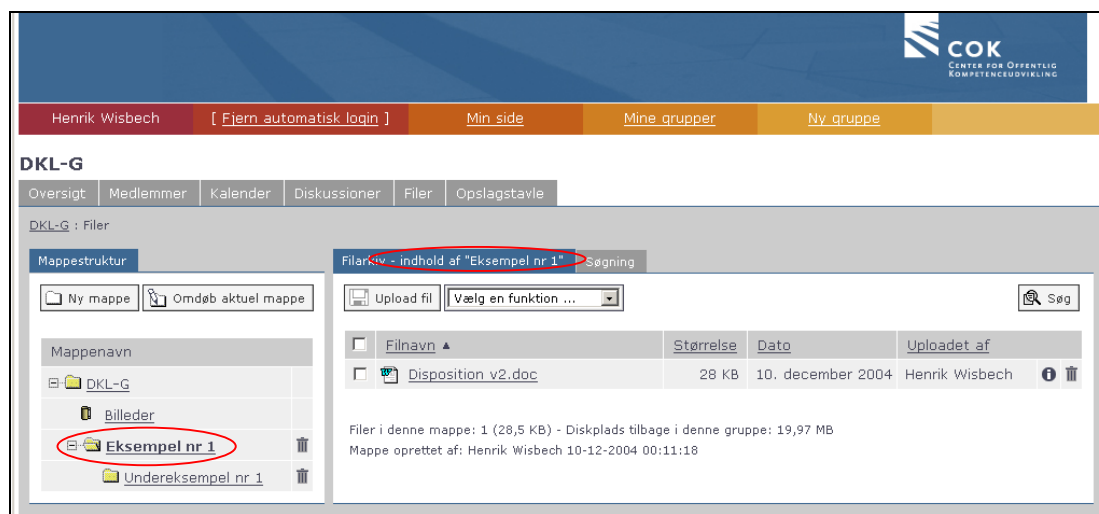 COK
CENTER FOR OFFENTLIG
KOMPETENCEUDVIKLING
Henrik Wisbech [ Fjern automatisk login ] Min side Mine grupper Ny gruppe
DKL-G
Oversigt Medlemmer Kalender Diskussioner Filer Opslagstavle
DKL-G : Filer
Mappestruktur
Ny mappe Omdøb aktuel mappe
Mappenavn
DKL-G
Billeder
Eksempel nr 1
Undereksempel nr 1
Filarkiv - indhold af "Eksempel nr 1" Søgning
Upload fil Vælg en funktion ... Søg
Filnavn ▲ Størrelse Dato Uploadet af
Disposition v2.doc 28 KB 10. december 2004 Henrik Wisbech
Filer i denne mappe: 1 (28,5 KB) - Diskplads tilbage i denne gruppe: 19,97 MB
Mappe oprettet af: Henrik Wisbech 10-12-2004 00:11:18